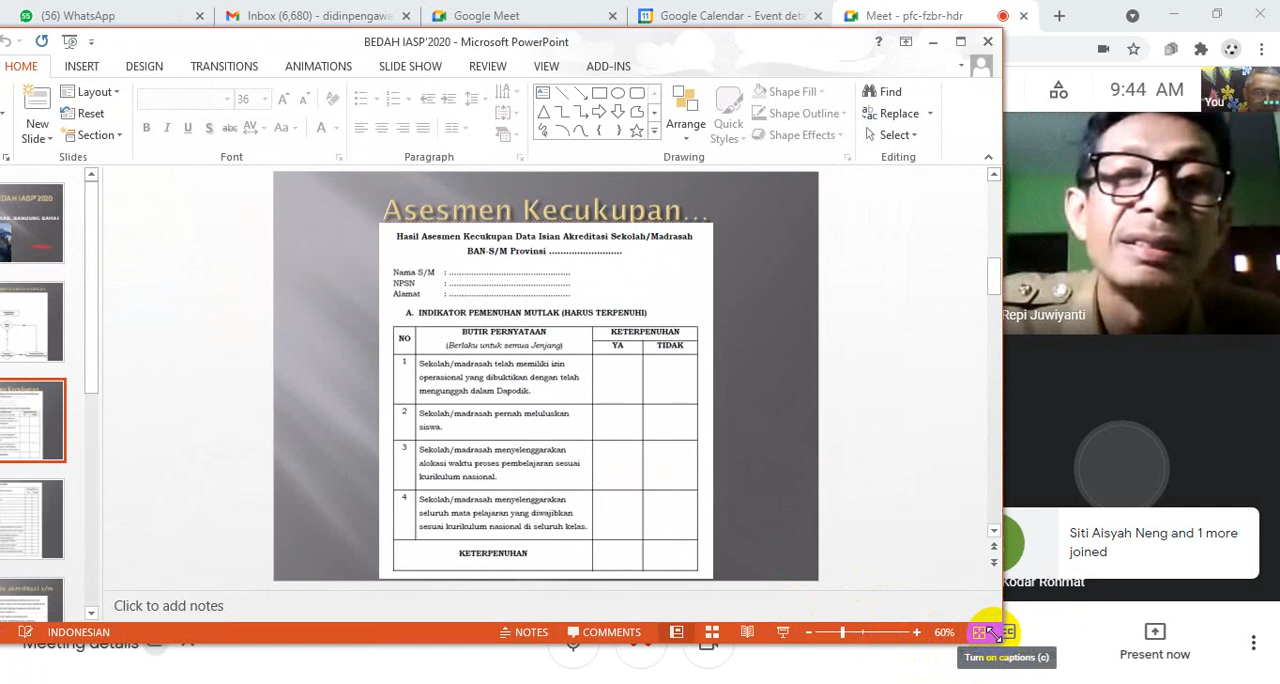 (56) WhatsApp
Inbox (6,680) - didinpengawa
Google Meet
Google Calendar - Event deta
Meet - pfc-fzbr-hdr
BEDAH IASP'2020 - Microsoft PowerPoint
HOME INSERT DESIGN TRANSITIONS ANIMATIONS SLIDE SHOW REVIEW VIEW ADD-INS
9:44 AM
You
New
Slide
Layout
Reset
Section
Slides
36
B I U S abc AV Aa A
Font
Paragraph
Arrange
Quick
Styles
Shape Fill
Shape Outline
Shape Effects
Drawing
Find
Replace
Select
Editing
Asesmen Kecukupan...
Hasil Asesmen Kecukupan Data Isian Akreditasi Sekolah/Madrasah
BAN-S/M Provinsi ..........................
Nama S/M : ................................................
NPSN : ................................................
Alamat : ................................................
A. INDIKATOR PEMENUHAN MUTLAK (HARUS TERPENUHI)
NO
BUTIR PERNYATAAN
(Berlaku untuk semua Jenjang)
KETERPENUHAN
YA TIDAK
1 Sekolah/madrasah telah memiliki izin
operasional yang dibuktikan dengan telah
mengunggah dalam Dapodik.
2 Sekolah/madrasah pernah meluluskan
siswa.
3 Sekolah/madrasah menyelenggarakan
alokasi waktu proses pembelajaran sesuai
kurikulum nasional.
4 Sekolah/madrasah menyelenggarakan
seluruh mata pelajaran yang diwajibkan
sesuai kurikulum nasional di seluruh kelas.
KETERPENUHAN
Repi Juwiyanti
Siti Aisyah Neng and 1 more
joined
Kodar Rohmat
Click to add notes
INDONESIAN
NOTES
COMMENTS
60%
Turn on captions (c)
Meeting details
Present now